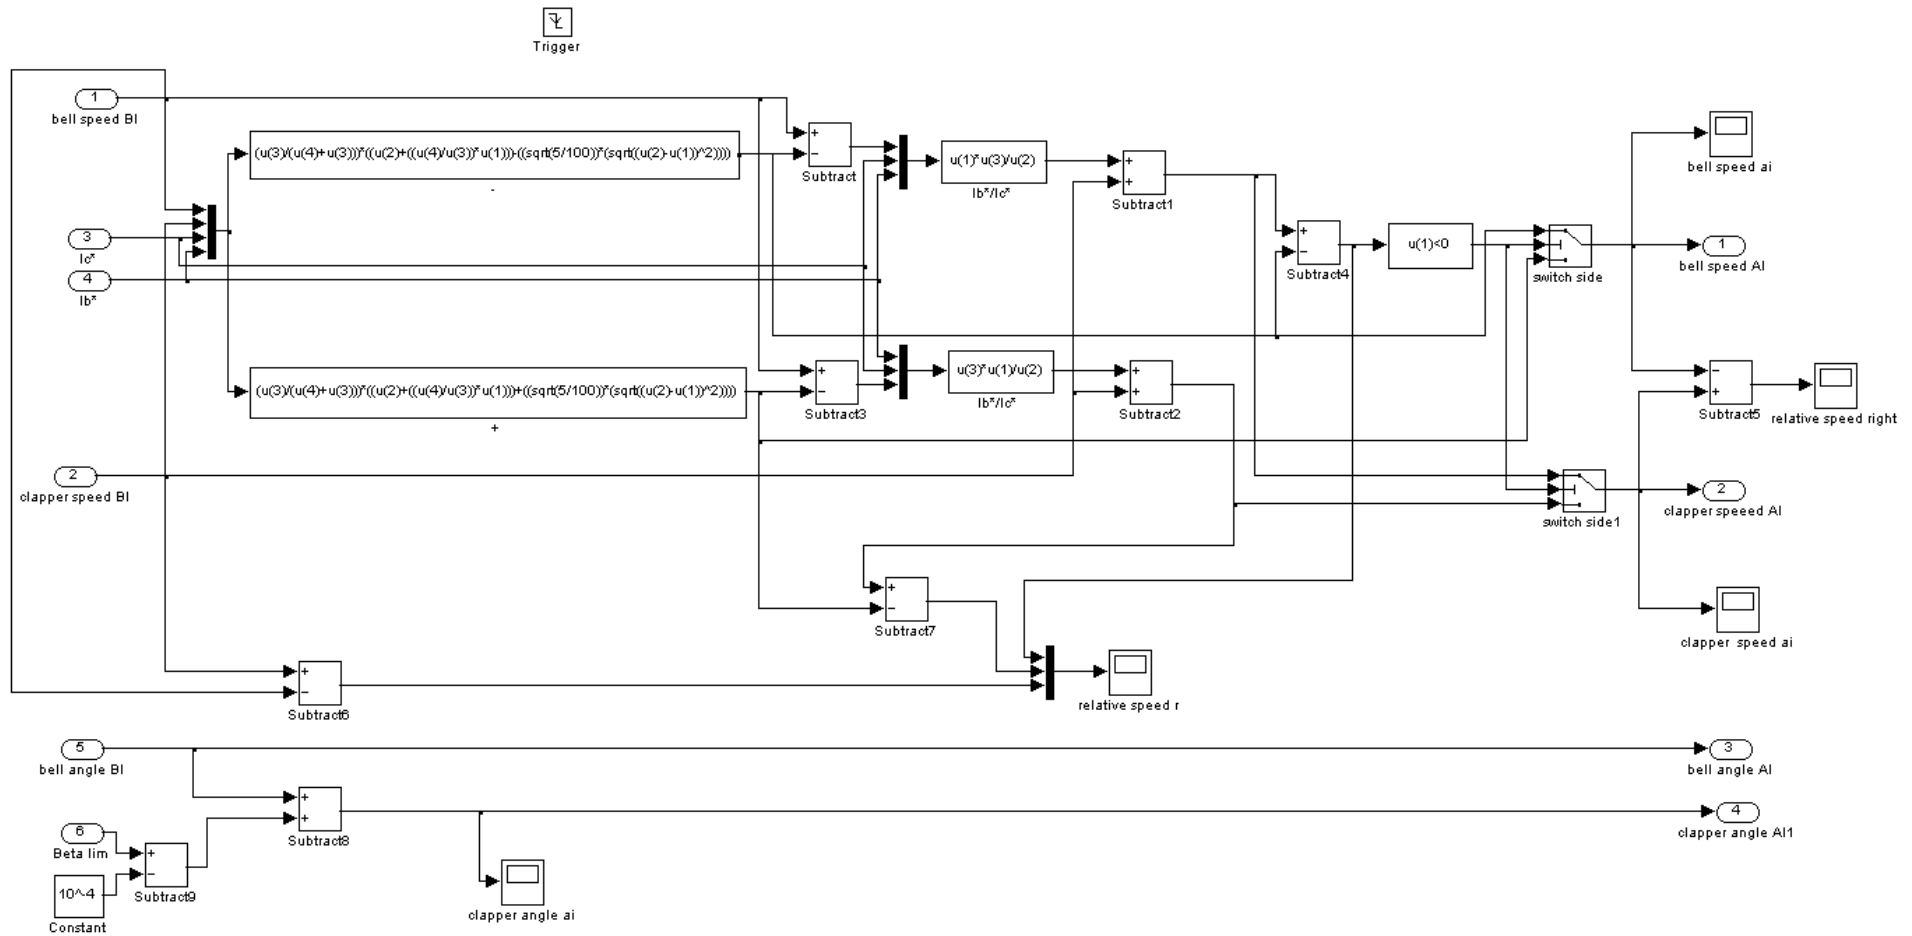 Trigger
1
bell speed BI
(u(3)/(u(4)+u(3)))*((u(2)+((u(4)/u(3))*u(1)))-((sqrt(5/100))*(sqrt((u(2)-u(1))^2))))
-
+
−
Subtract
u(1)*u(3)/u(2)
Ib*/Ic*
+
+
Subtract1
bell speed ai
3
Ic*
4
Ib*
+
−
Subtract4
u(1)<0
switch side
1
bell speed AI
(u(3)/(u(4)+u(3)))*((u(2)+((u(4)/u(3))*u(1)))+((sqrt(5/100))*(sqrt((u(2)-u(1))^2))))
+
+
−
Subtract3
u(3)*u(1)/u(2)
Ib*/Ic*
+
+
Subtract2
−
+
Subtract5
relative speed right
2
clapper speed BI
switch side1
2
clapper speeed AI
+
−
Subtract7
clapper speed ai
+
−
Subtract6
relative speed r
5
bell angle BI
3
bell angle AI
+
+
Subtract8
4
clapper angle AI1
6
Beta lim
+
−
Subtract9
10^-4
Constant
clapper angle ai